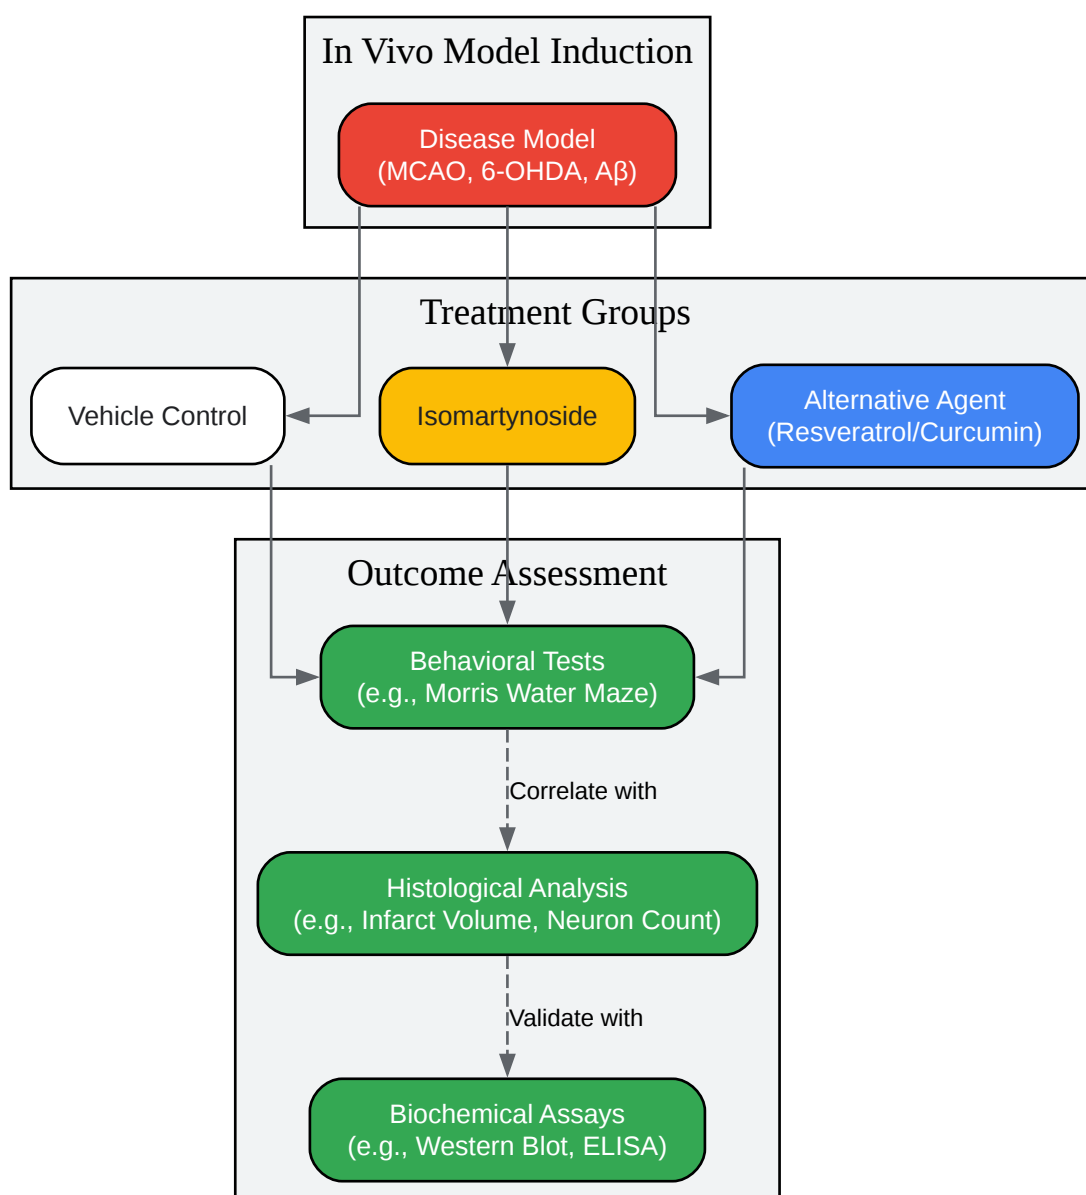 In Vivo Model Induction
Disease Model
(MCAO, 6-OHDA, Aβ)
Treatment Groups
Vehicle Control
Isomartynoside
Alternative Agent
(Resveratrol/Curcumin)
Outcome Assessment
Behavioral Tests
(e.g., Morris Water Maze)
Correlate with
Histological Analysis
(e.g., Infarct Volume, Neuron Count)
Validate with
Biochemical Assays
(e.g., Western Blot, ELISA)